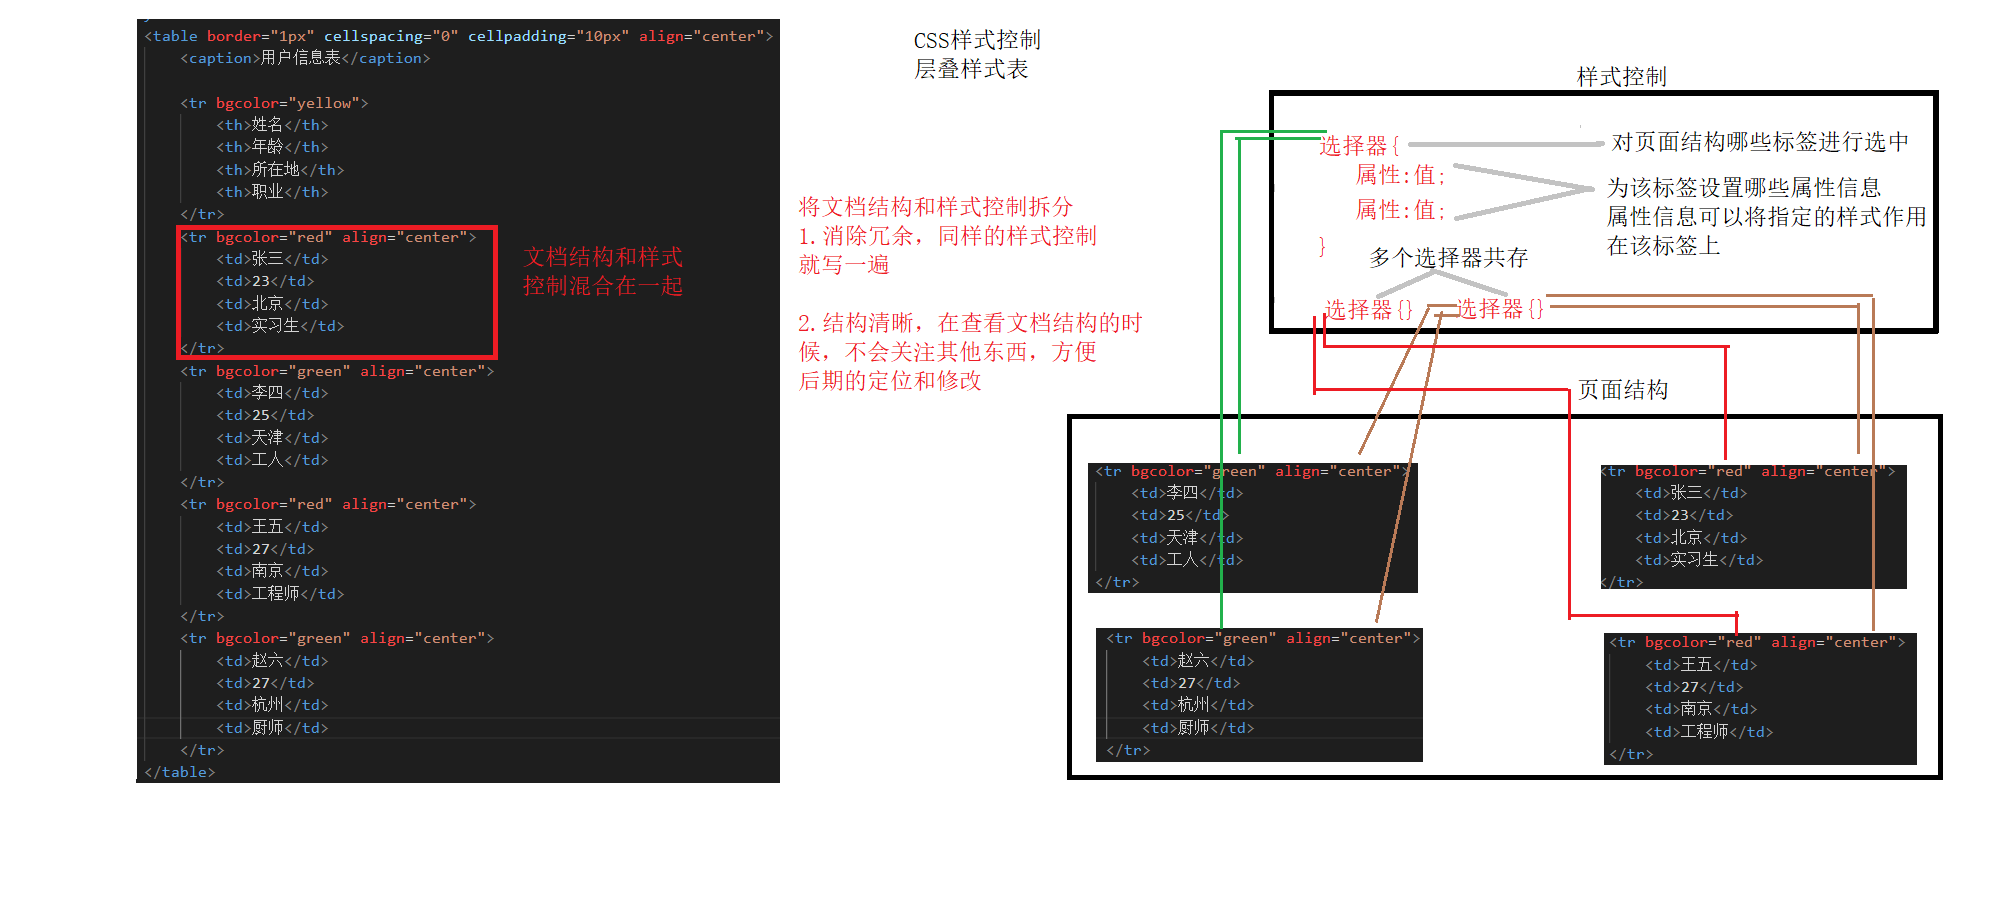 <table border="1px" cellspacing="0" cellpadding="10px" align="center">
<caption>用户信息表</caption>
<tr bgcolor="yellow">
<th>姓名</th>
<th>年龄</th>
<th>所在地</th>
<th>职业</th>
</tr>
<tr bgcolor="red" align="center">
<td>张三</td>
<td>23</td>
<td>北京</td>
<td>实习生</td>
</tr>
<tr bgcolor="green" align="center">
<td>李四</td>
<td>25</td>
<td>天津</td>
<td>工人</td>
</tr>
<tr bgcolor="red" align="center">
<td>王五</td>
<td>27</td>
<td>南京</td>
<td>工程师</td>
</tr>
<tr bgcolor="green" align="center">
<td>赵六</td>
<td>27</td>
<td>杭州</td>
<td>厨师</td>
</tr>
</table>
文档结构和样式
控制混合在一起
CSS样式控制
层叠样式表
将文档结构和样式控制拆分
1.消除冗余，同样的样式控制
就写一遍
2.结构清晰，在查看文档结构的时
候，不会关注其他东西，方便
后期的定位和修改
样式控制
选择器{
属性:值;
属性:值;
}
对页面结构哪些标签进行选中
为该标签设置哪些属性信息
属性信息可以将指定的样式作用
在该标签上
多个选择器共存
选择器{}
选择器{}
页面结构
<tr bgcolor="green" align="center">
<td>李四</td>
<td>25</td>
<td>天津</td>
<td>工人</td>
</tr>
<tr bgcolor="red" align="center">
<td>张三</td>
<td>23</td>
<td>北京</td>
<td>实习生</td>
</tr>
<tr bgcolor="green" align="center">
<td>赵六</td>
<td>27</td>
<td>杭州</td>
<td>厨师</td>
</tr>
<tr bgcolor="red" align="center">
<td>王五</td>
<td>27</td>
<td>南京</td>
<td>工程师</td>
</tr>